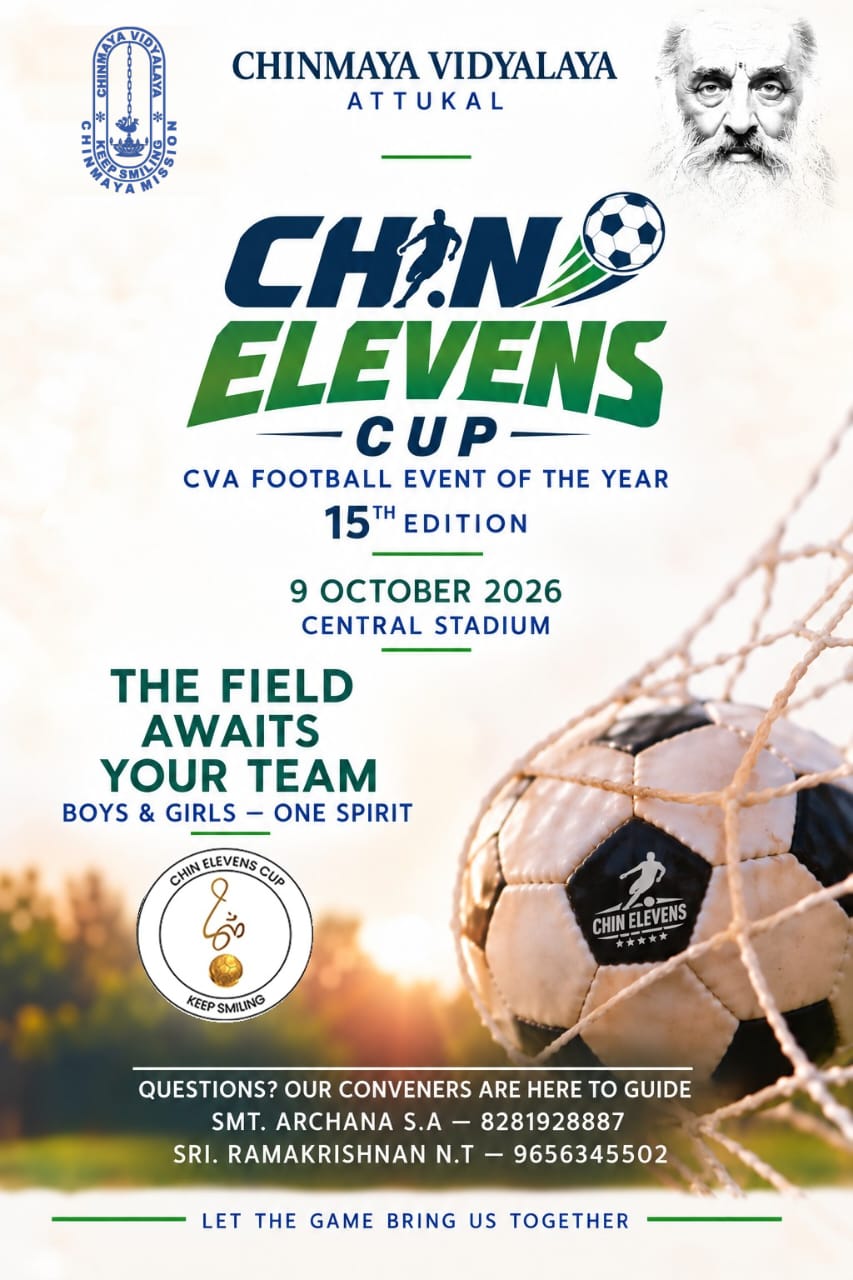 CHINMAYA VIDYALAYA
CHINMAYA MISSION
KEEP SMILING
CHINMAYA VIDYALAYA
ATTUKAL
CHIN
ELEVENS
CUP
CVA FOOTBALL EVENT OF THE YEAR
15TH EDITION
9 OCTOBER 2026
CENTRAL STADIUM
THE FIELD
AWAITS
YOUR TEAM
BOYS & GIRLS – ONE SPIRIT
CHIN ELEVENS CUP
KEEP SMILING
CHIN ELEVENS
QUESTIONS? OUR CONVENERS ARE HERE TO GUIDE
SMT. ARCHANA S.A – 8281928887
SRI. RAMAKRISHNAN N.T – 9656345502
LET THE GAME BRING US TOGETHER